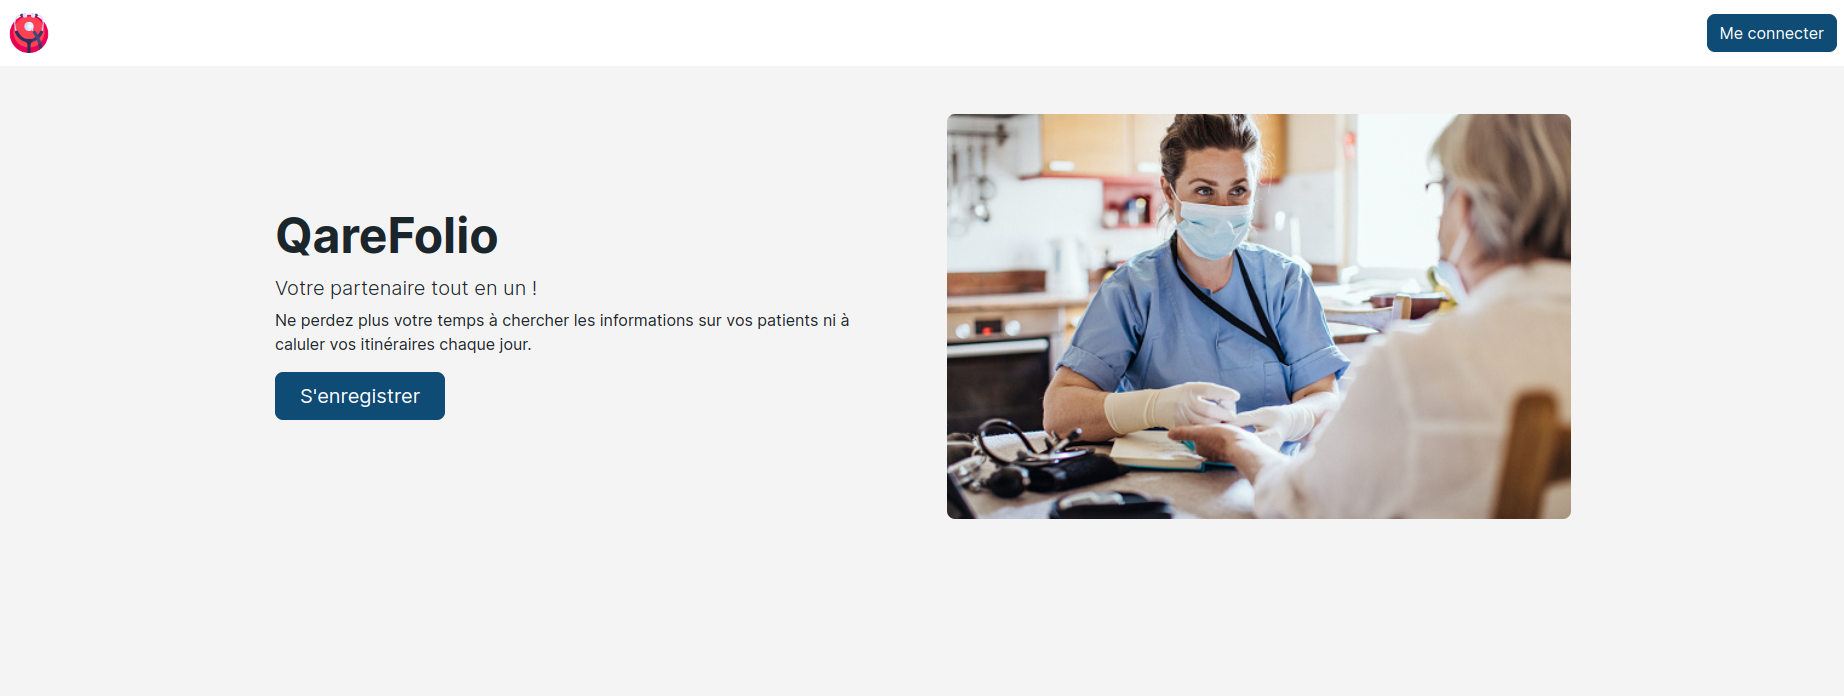 Me connecter
QareFolio
Votre partenaire tout en un !
Ne perdez plus votre temps à chercher les informations sur vos patients ni à
caluler vos itinéraires chaque jour.
S'enregistrer